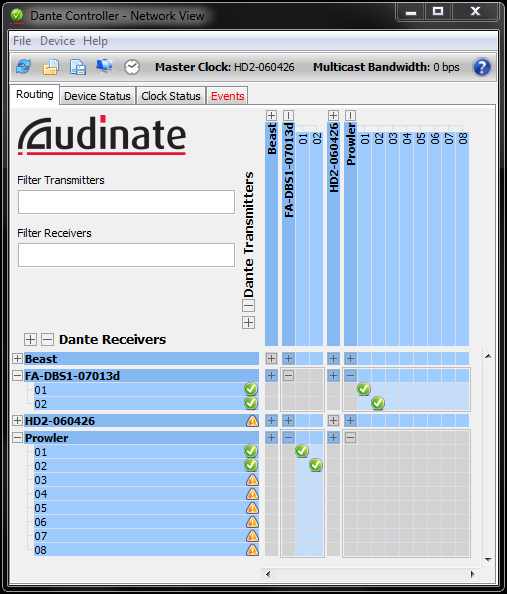 Dante Controller - Network View
File Device Help
Master Clock: HD2-060426 Multicast Bandwidth: 0 bps ?
Routing Device Status Clock Status Events
Audinate
Filter Transmitters
Filter Receivers
Dante Transmitters
Beast
FA-DBS1-07013d
01
02
HD2-060426
Prowler
01
02
03
04
05
06
07
08
Dante Receivers
Beast
FA-DBS1-07013d
01
02
HD2-060426
Prowler
01
02
03
04
05
06
07
08